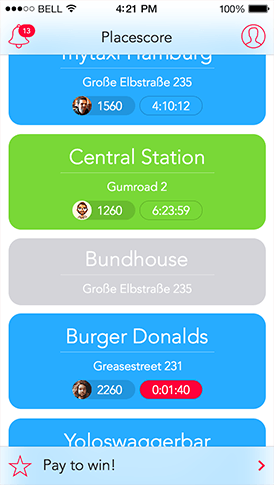 BELL 4:21 PM 100%
13
Placescore
mytaxi Hamburg
Große Elbstraße 235
1560 4:10:12
Central Station
Gumroad 2
1260 6:23:59
Bundhouse
Große Elbstraße 235
Burger Donalds
Greasestreet 231
2260 0:01:40
Yoloswaggerbar
Pay to win!